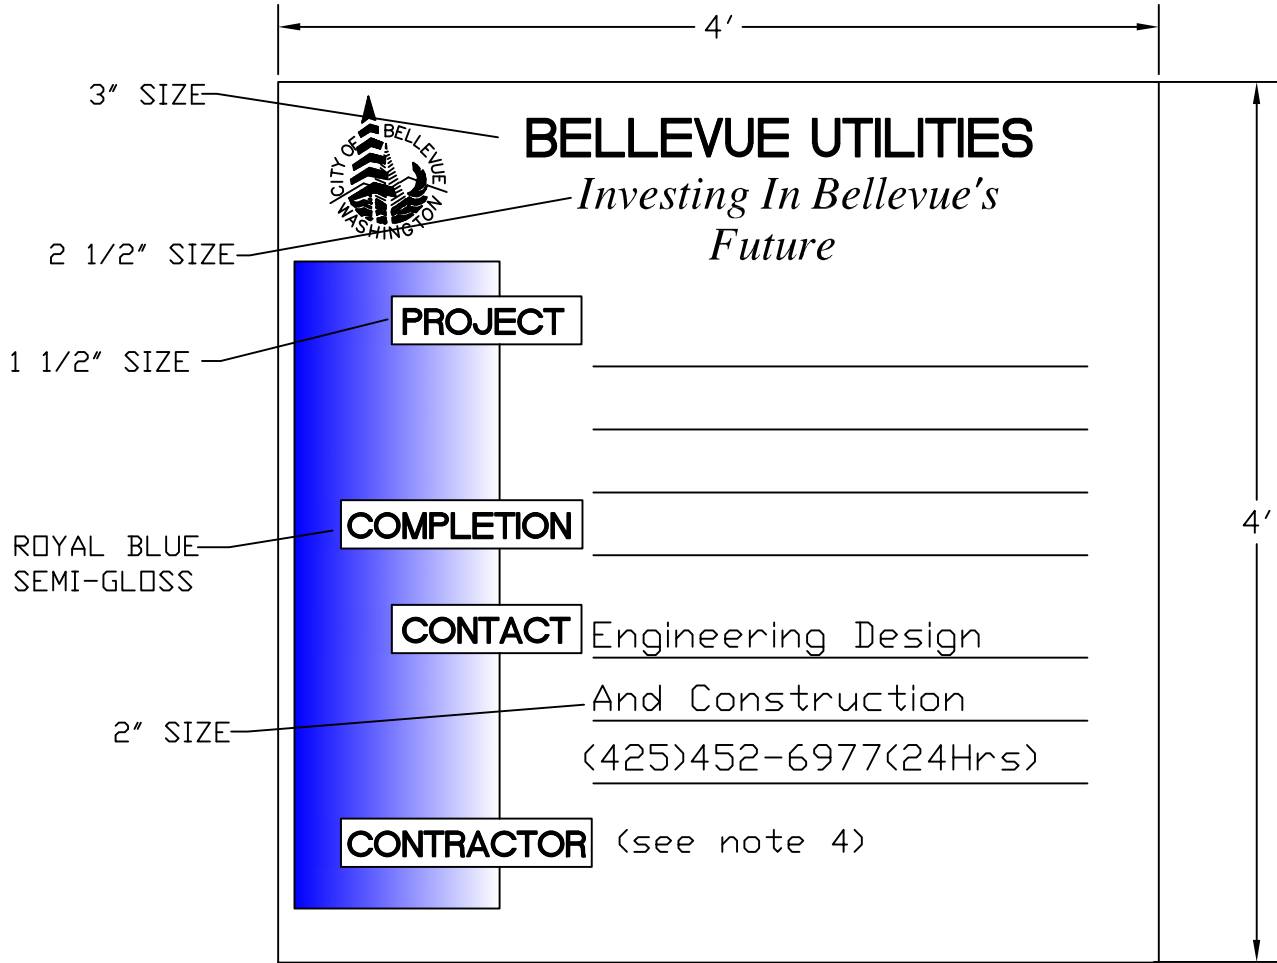 4'
3" SIZE
CITY OF BELLEVUE
WASHINGTON
BELLEVUE UTILITIES
Investing In Bellevue's
Future
2 1/2" SIZE
PROJECT
1 1/2" SIZE
COMPLETION
4'
ROYAL BLUE
SEMI-GLOSS
CONTACT
Engineering Design
And Construction
2" SIZE
(425)452-6977(24Hrs)
CONTRACTOR (see note 4)